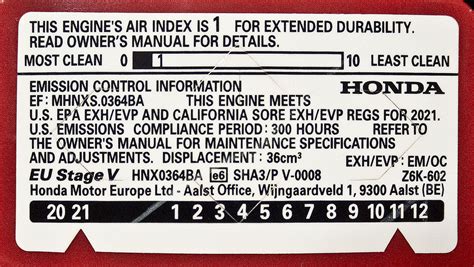 THIS ENGINE'S AIR INDEX IS 1 FOR EXTENDED DURABILITY.
READ OWNER'S MANUAL FOR DETAILS.
MOST CLEAN 0 1 10 LEAST CLEAN
EMISSION CONTROL INFORMATION HONDA
EF: MHNXS.0364BA THIS ENGINE MEETS
U.S. EPA EXH/EVP AND CALIFORNIA SORE EXH/EVP REGS FOR 2021.
U.S. EMISSIONS COMPLIANCE PERIOD: 300 HOURS REFER TO
THE OWNER'S MANUAL FOR MAINTENANCE SPECIFICATIONS
AND ADJUSTMENTS. DISPLACEMENT: 36cm³ EXH/EVP: EM/OC
EU Stage V HNX0364BA e6 SHA3/P V-0008 Z6K-602
Honda Motor Europe Ltd - Aalst Office, Wijngaardveld 1, 9300 Aalst (BE)
20 21 1 2 3 4 5 6 7 8 9 10 11 12